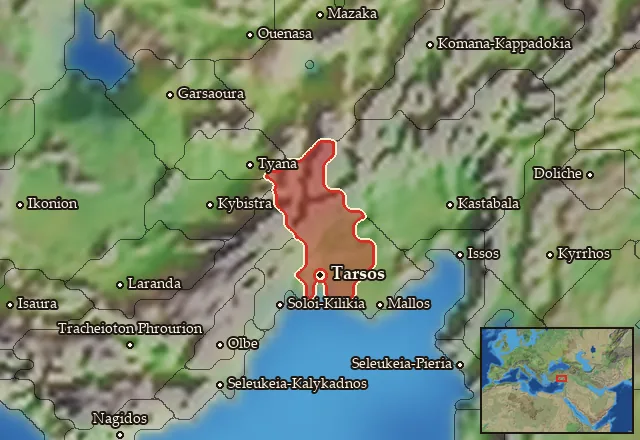 Mazaka
Ouenasa
Komana-Kappadokia
Garsaoura
Tyana
Doliche
Ikonion
Kybistra
Kastabala
Issos
Kyrrhos
Tarsos
Laranda
Isaura
Soloi-Kilikia
Mallos
Tracheioton Phrourion
Olbe
Seleukeia-Pieria
Seleukeia-Kalykadnos
Nagidos